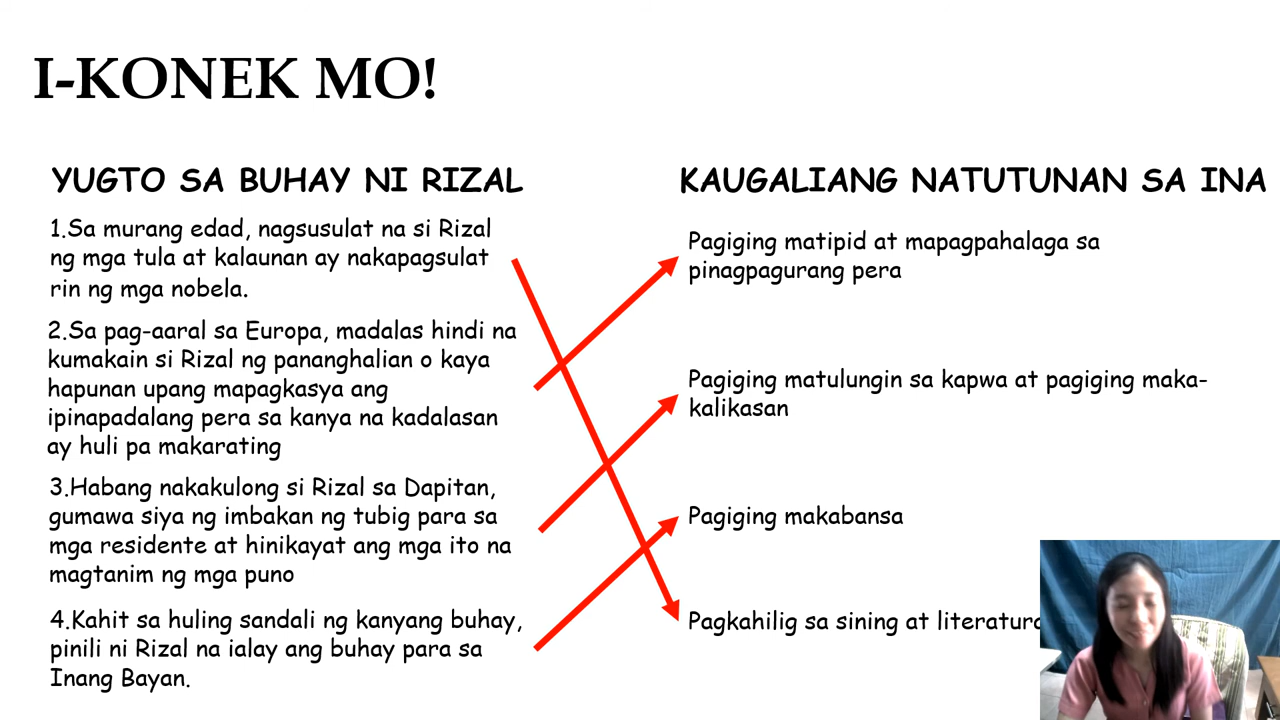 I-KONEK MO!
YUGTO SA BUHAY NI RIZAL
1.Sa murang edad, nagsusulat na si Rizal
ng mga tula at kalaunan ay nakapagsulat
rin ng mga nobela.
2.Sa pag-aaral sa Europa, madalas hindi na
kumakain si Rizal ng pananghalian o kaya
hapunan upang mapagkasya ang
ipinapadalang pera sa kanya na kadalasan
ay huli pa makarating
3.Habang nakakulong si Rizal sa Dapitan,
gumawa siya ng imbakan ng tubig para sa
mga residente at hinikayat ang mga ito na
magtanim ng mga puno
4.Kahit sa huling sandali ng kanyang buhay,
pinili ni Rizal na ialay ang buhay para sa
Inang Bayan.
KAUGALIANG NATUTUNAN SA INA
Pagiging matipid at mapagpahalaga sa
pinagpagurang pera
Pagiging matulungin sa kapwa at pagiging maka-
kalikasan
Pagiging makabansa
Pagkahilig sa sining at literatura